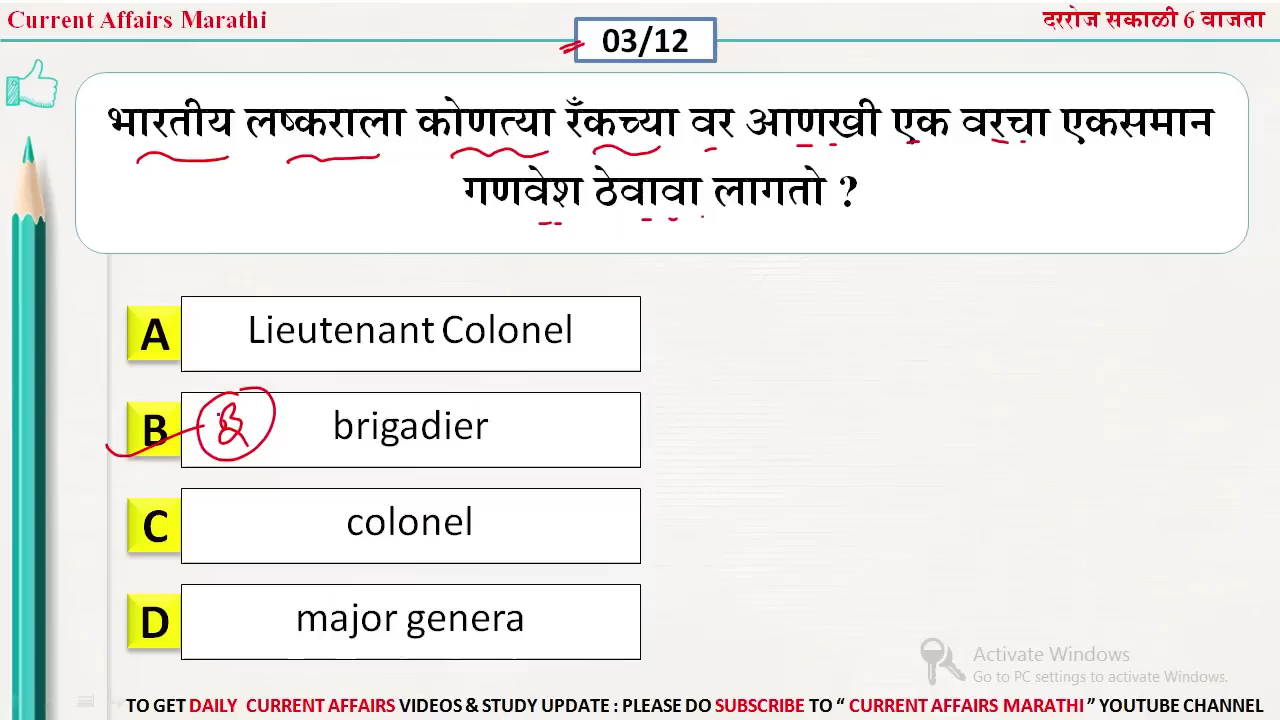 Current Affairs Marathi
दररोज सकाळी 6 वाजता
03/12
भारतीय लष्कराला कोणत्या रँकच्या वर आणखी एक वरचा एकसमान
गणवेश ठेवावा लागतो ?
A Lieutenant Colonel
B brigadier
C colonel
D major genera
Activate Windows
Go to PC settings to activate Windows.
TO GET DAILY CURRENT AFFAIRS VIDEOS & STUDY UPDATE : PLEASE DO SUBSCRIBE TO “ CURRENT AFFAIRS MARATHI ” YOUTUBE CHANNEL